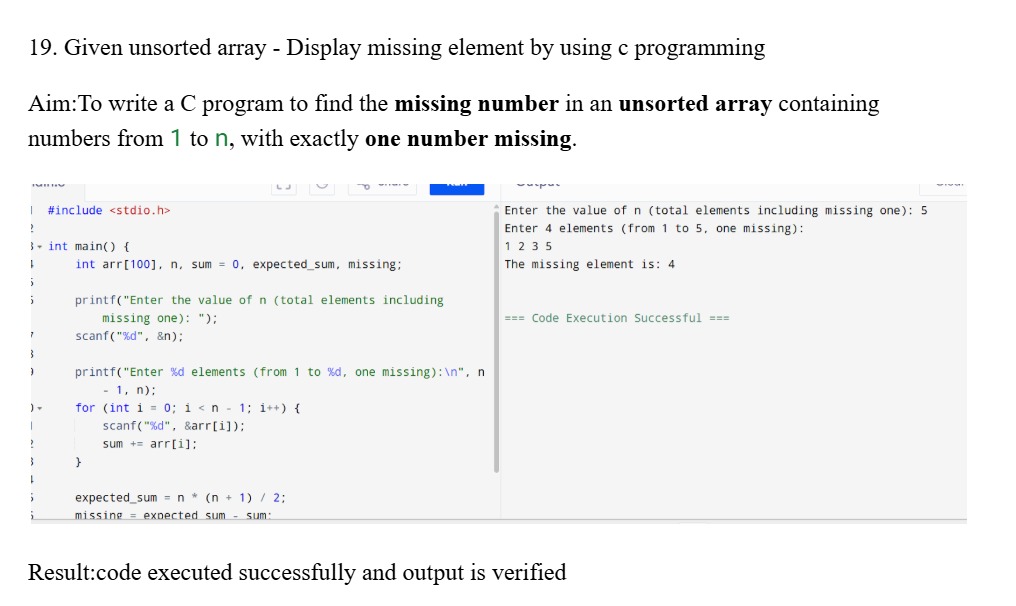 19. Given unsorted array - Display missing element by using c programming
Aim:To write a C program to find the missing number in an unsorted array containing
numbers from 1 to n, with exactly one number missing.
#include <stdio.h>
int main() {
int arr[100], n, sum = 0, expected_sum, missing;
printf("Enter the value of n (total elements including
missing one): ");
scanf("%d", &n);
printf("Enter %d elements (from 1 to %d, one missing):\n", n
- 1, n);
for (int i = 0; i < n - 1; i++) {
scanf("%d", &arr[i]);
sum += arr[i];
}
expected_sum = n * (n + 1) / 2;
missing = expected_sum - sum;
Enter the value of n (total elements including missing one): 5
Enter 4 elements (from 1 to 5, one missing):
1 2 3 5
The missing element is: 4
=== Code Execution Successful ===
Result:code executed successfully and output is verified